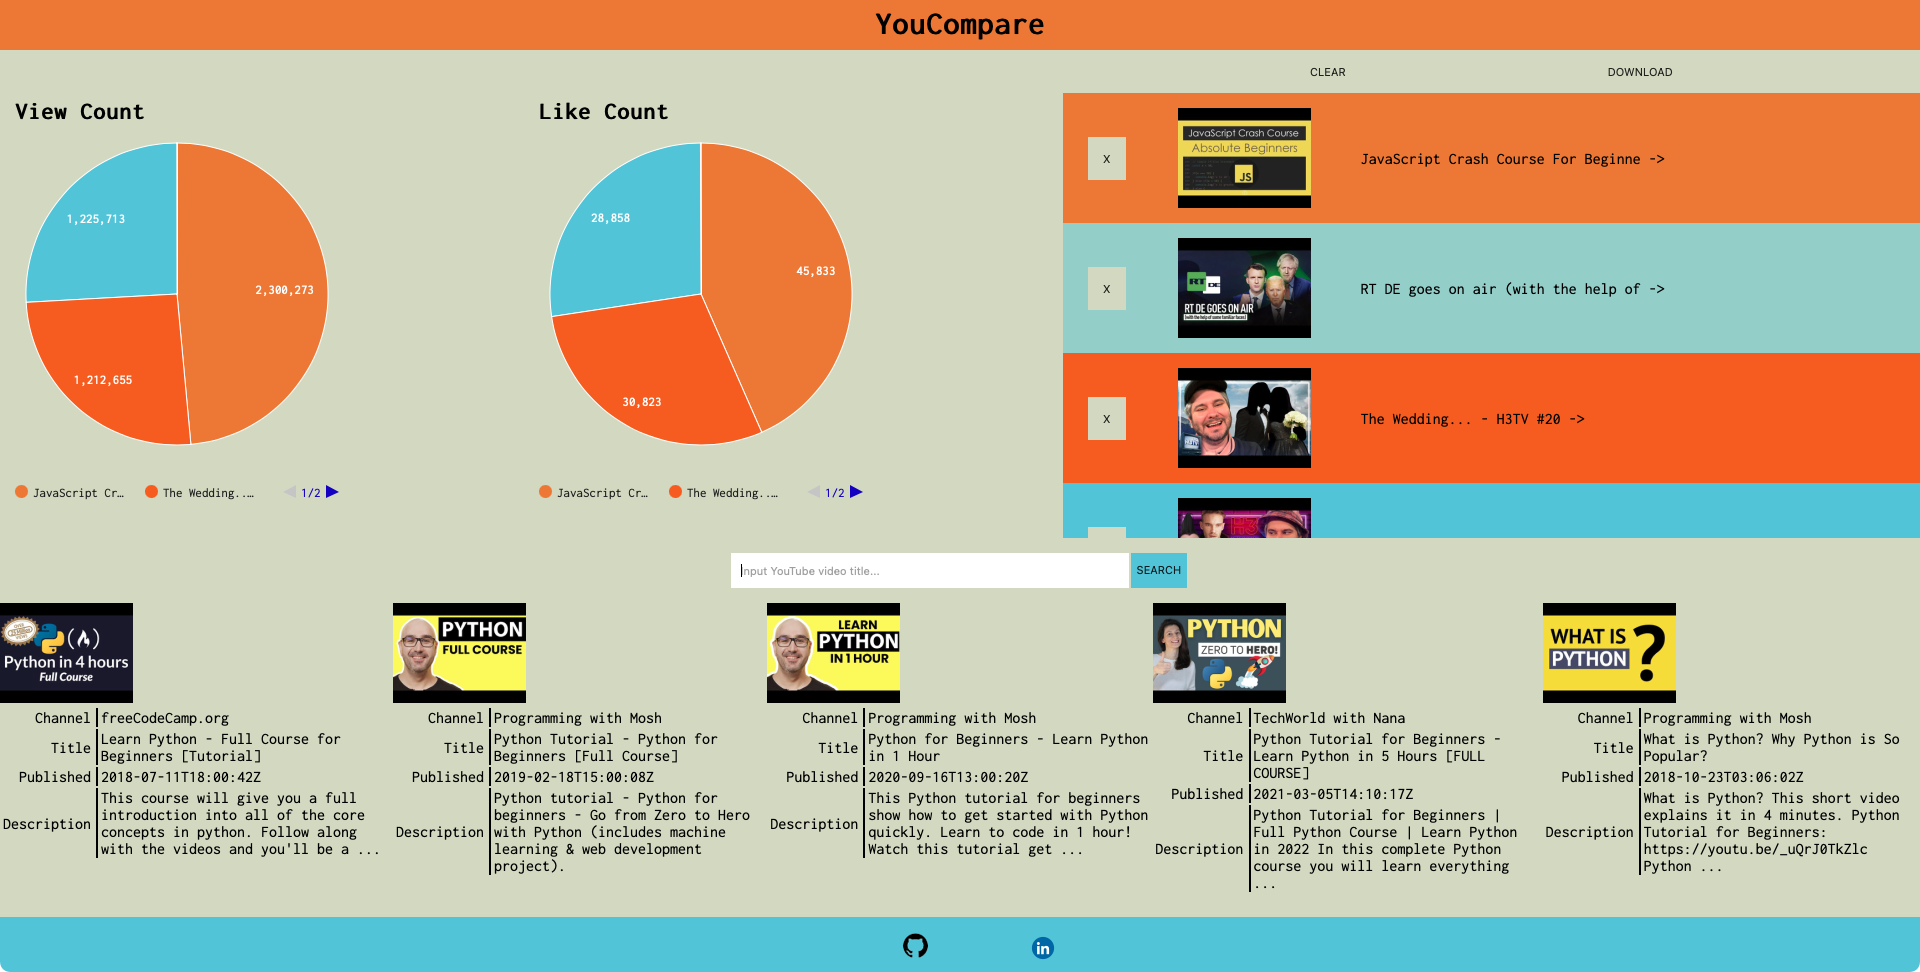 YouCompare
CLEAR
DOWNLOAD
View Count
1,225,713
2,300,273
1,212,655
JavaScript Cr…
The Wedding..…
1/2
Like Count
28,858
45,833
30,823
JavaScript Cr…
The Wedding..…
1/2
X
JavaScript Crash Course
Absolute Beginners
JS
JavaScript Crash Course For Beginne ->
X
RT
DE
RT DE GOES ON AIR
(with the help of some familiar faces)
RT DE goes on air (with the help of ->
X
The Wedding... - H3TV #20 ->
H3
Input YouTube video title...
SEARCH
Python in 4 hours
Full Course
Channel
freeCodeCamp.org
Title
Learn Python - Full Course for
Beginners [Tutorial]
Published
2018-07-11T18:00:42Z
Description
This course will give you a full
introduction into all of the core
concepts in python. Follow along
with the videos and you'll be a ...
PYTHON
FULL COURSE
Channel
Programming with Mosh
Title
Python Tutorial - Python for
Beginners [Full Course]
Published
2019-02-18T15:00:08Z
Description
Python tutorial - Python for
beginners - Go from Zero to Hero
with Python (includes machine
learning & web development
project).
LEARN
PYTHON
IN 1 HOUR
Channel
Programming with Mosh
Title
Python for Beginners - Learn Python
in 1 Hour
Published
2020-09-16T13:00:20Z
Description
This Python tutorial for beginners
show how to get started with Python
quickly. Learn to code in 1 hour!
Watch this tutorial get ...
PYTHON
ZERO TO HERO!
Channel
TechWorld with Nana
Title
Python Tutorial for Beginners -
Learn Python in 5 Hours [FULL
COURSE]
Published
2021-03-05T14:10:17Z
Description
Python Tutorial for Beginners |
Full Python Course | Learn Python
in 2022 In this complete Python
course you will learn everything
...
WHAT IS
PYTHON
?
Channel
Programming with Mosh
Title
What is Python? Why Python is So
Popular?
Published
2018-10-23T03:06:02Z
Description
What is Python? This short video
explains it in 4 minutes. Python
Tutorial for Beginners:
https://youtu.be/_uQrJ0TkZlc
Python ...
in